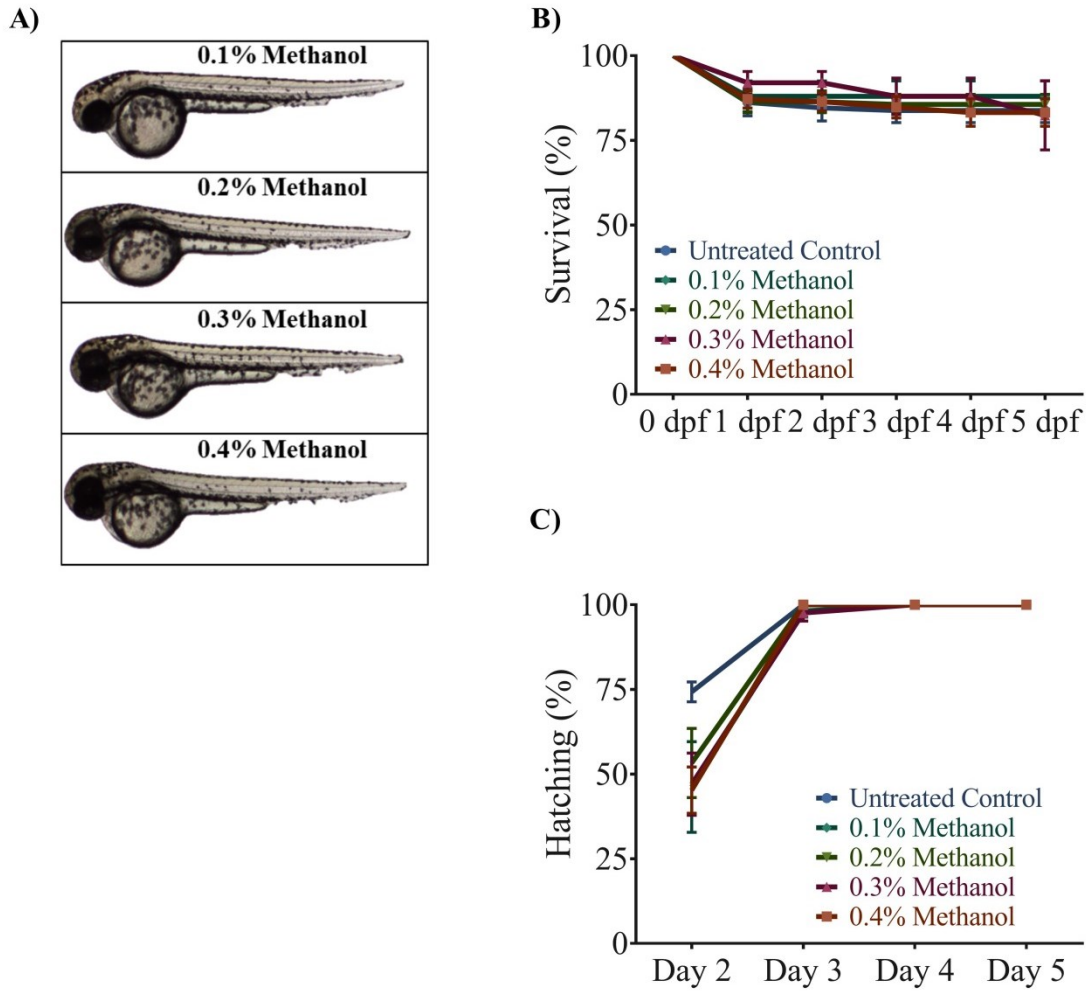 A)
0.1% Methanol
0.2% Methanol
0.3% Methanol
0.4% Methanol
B)
100
75
50
25
0
Survival (%)
Untreated Control
0.1% Methanol
0.2% Methanol
0.3% Methanol
0.4% Methanol
0 dpf 1 dpf 2 dpf 3 dpf 4 dpf 5 dpf
C)
100
75
50
25
0
Hatching (%)
Untreated Control
0.1% Methanol
0.2% Methanol
0.3% Methanol
0.4% Methanol
Day 2 Day 3 Day 4 Day 5